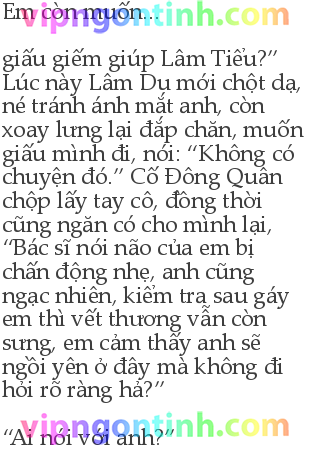 vipngontinh.com
Em còn muốn...
giấu giếm giúp Lâm Tiểu?”
Lúc này Lâm Dụ mới chột dạ,
né tránh ánh mắt anh, còn
xoay lưng lại đắp chăn, muốn
giấu mình đi, nói: “Không có
chuyện đó.” Cố Đông Quân
chộp lấy tay cô, đồng thời
cũng ngăn có cho mình lại,
“Bác sĩ nói não của em bị
chấn động nhẹ, anh cũng
ngạc nhiên, kiểm tra sau gáy
em thì vết thương vẫn còn
sưng, em cảm thấy anh sẽ
ngồi yên ở đây mà không đi
hỏi rõ ràng hả?”
vipngontinh.com
“Ai nói với anh?”